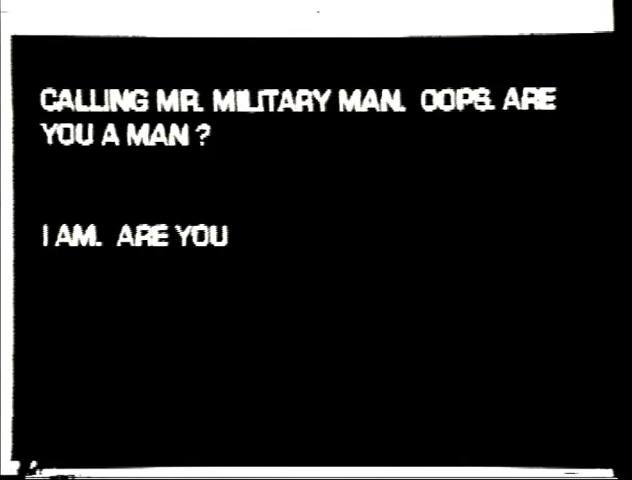 CALLING MR. MILITARY MAN.  OOPS. ARE
YOU A MAN ?
I AM.  ARE YOU